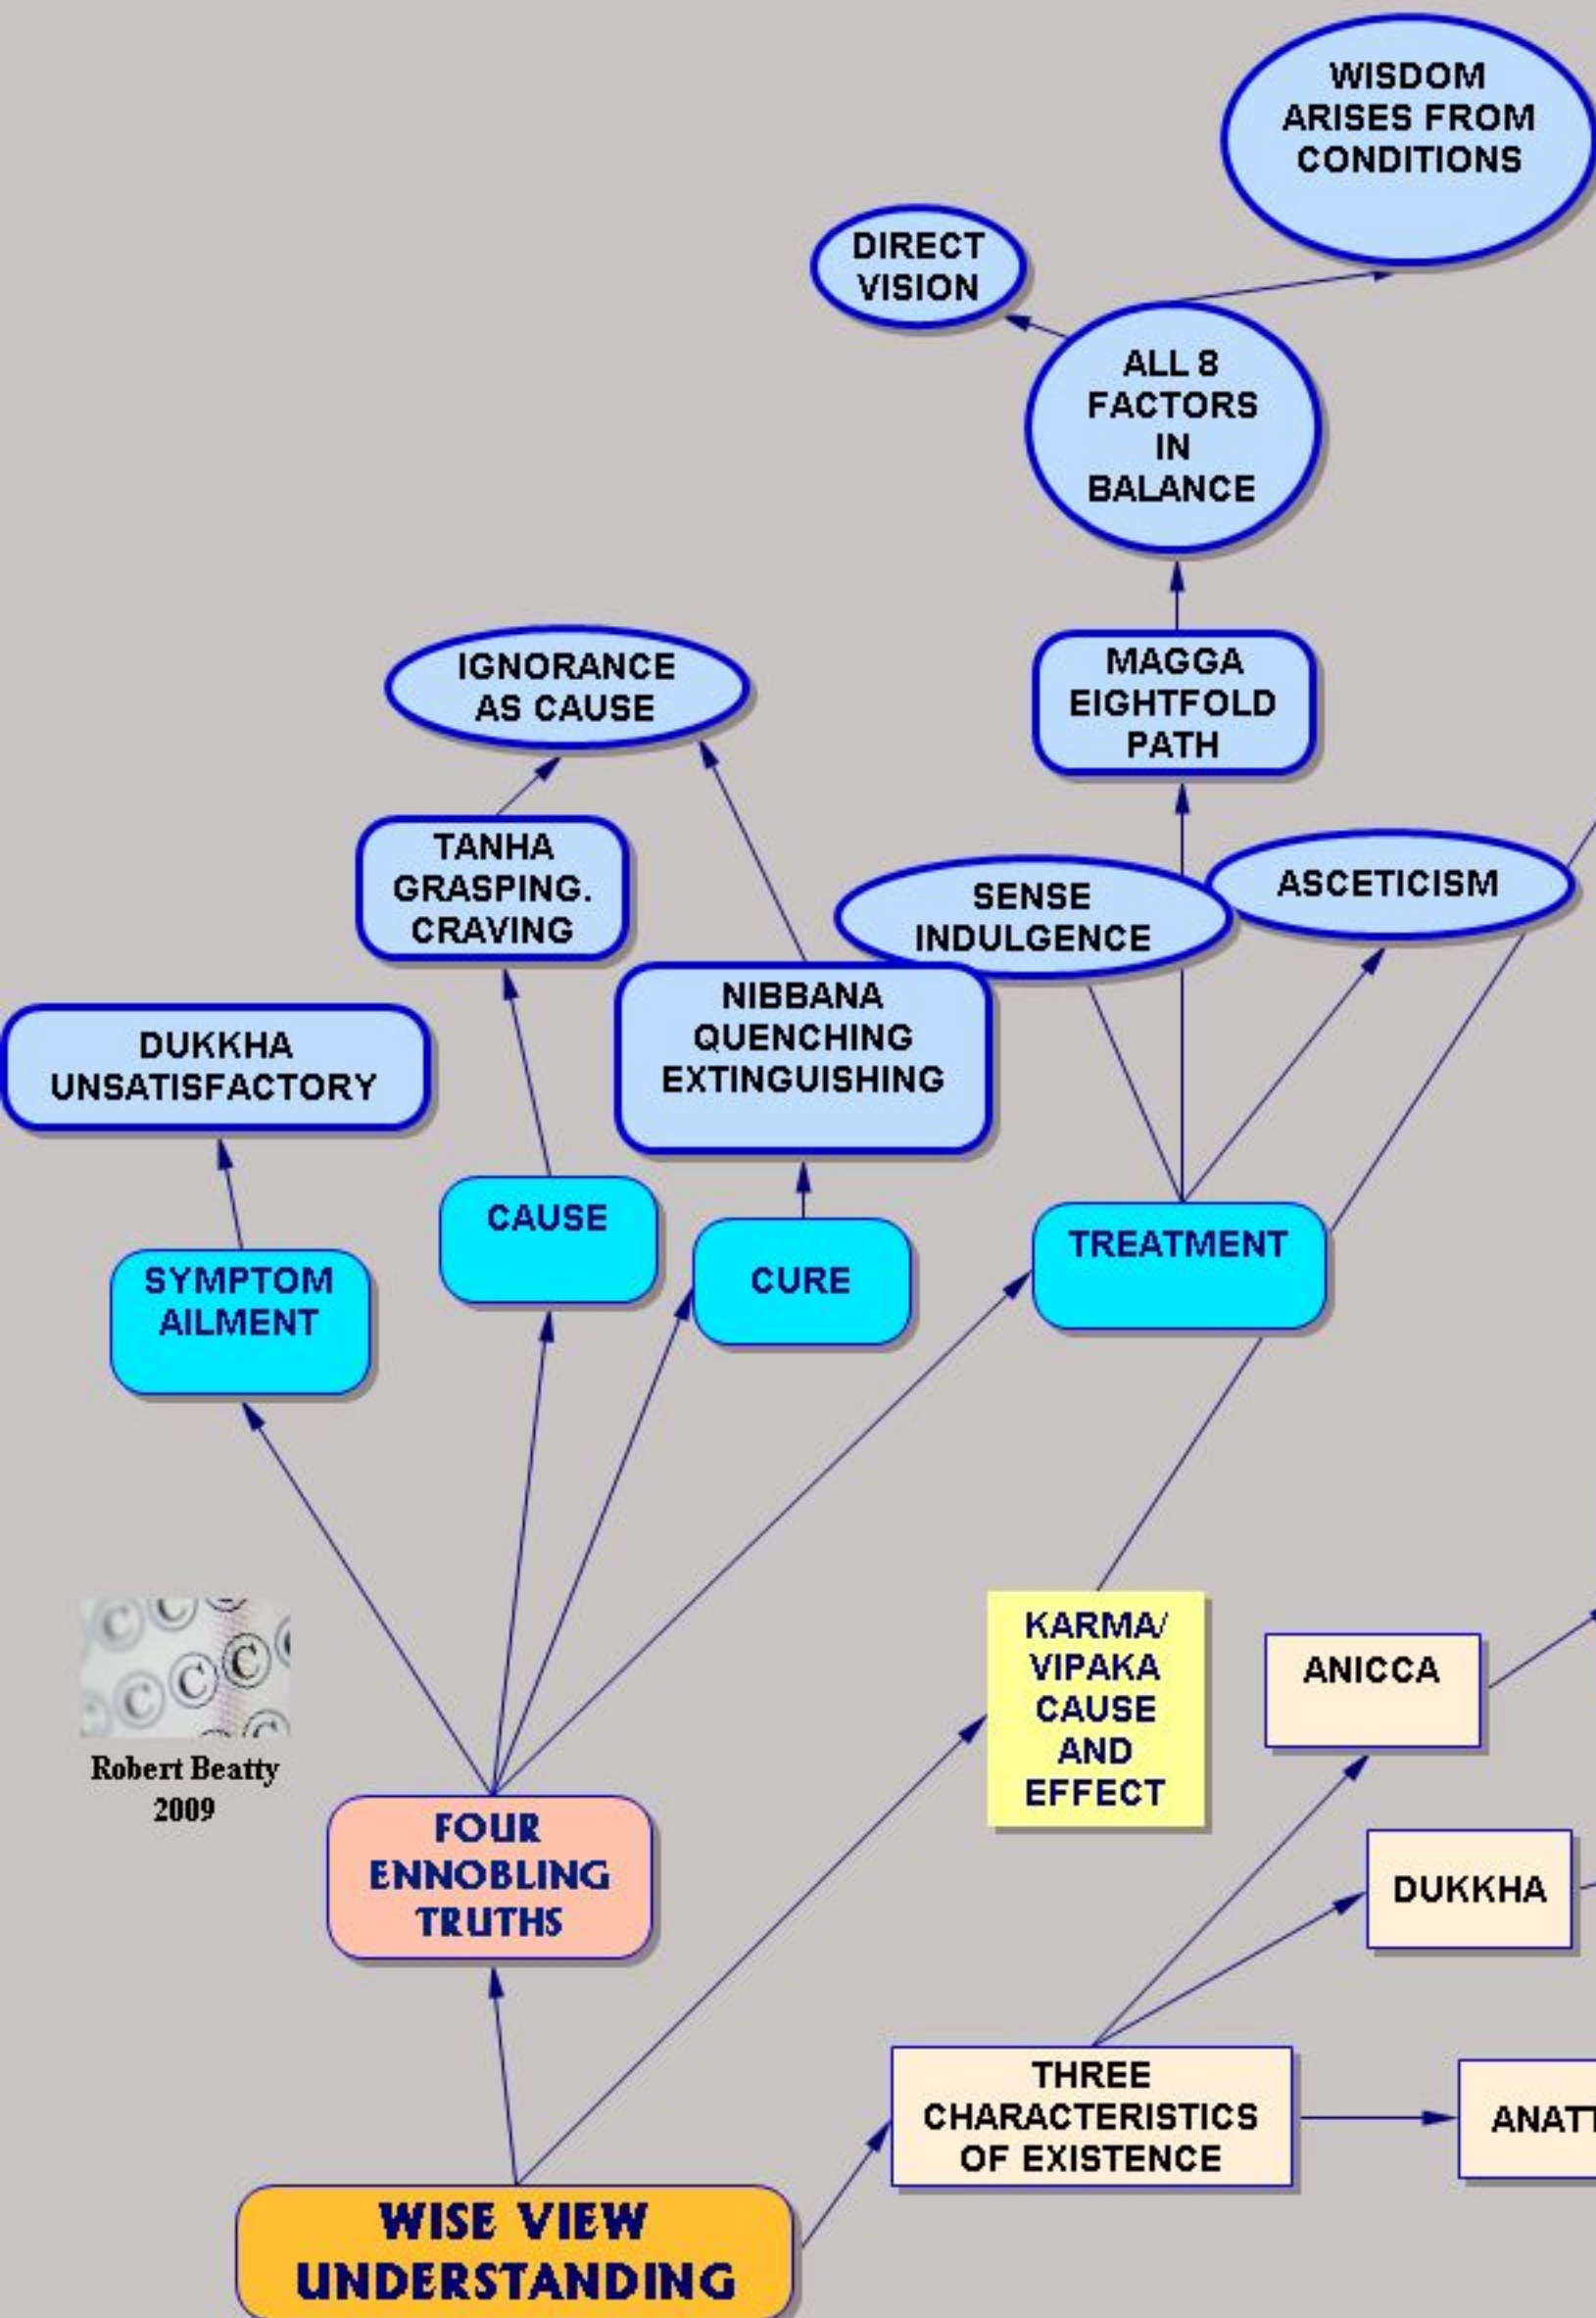 WISDOM
ARISES FROM
CONDITIONS
DIRECT
VISION
ALL 8
FACTORS
IN
BALANCE
IGNORANCE
AS CAUSE
MAGGA
EIGHTFOLD
PATH
TANHA
GRASPING.
CRAVING
SENSE
INDULGENCE
ASCETICISM
NIBBANA
QUENCHING
EXTINGUISHING
DUKKHA
UNSATISFACTORY
CAUSE
CURE
TREATMENT
SYMPTOM
AILMENT
KARMA/
VIPAKA
CAUSE
AND
EFFECT
ANICCA
Robert Beatty
2009
FOUR
ENNOBLING
TRUTHS
DUKKHA
THREE
CHARACTERISTICS
OF EXISTENCE
WISE VIEW
UNDERSTANDING